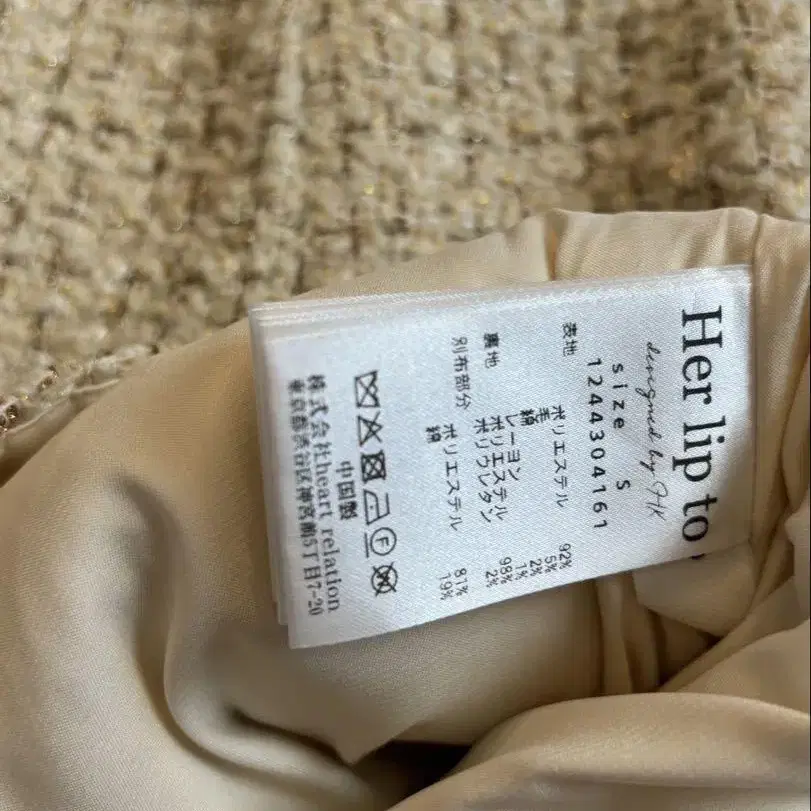 Her lip to
designed by HK
size S
1244304161
表地 ポリエステル 92%
毛 5%
綿 2%
レーヨン 1%
裏地 ポリエステル 98%
ポリウレタン 2%
別布部分 ポリエステル 81%
綿 19%
中国製
株式会社heart relation
東京都渋谷区神宮前5丁目7-20